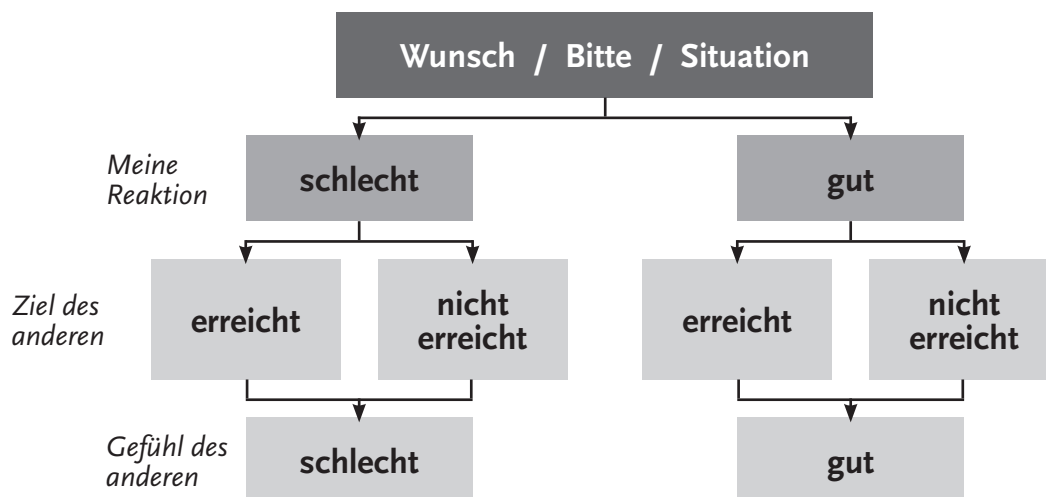 Wunsch / Bitte / Situation
Meine
Reaktion
schlecht
gut
Ziel des
anderen
erreicht
nicht
erreicht
erreicht
nicht
erreicht
Gefühl des
anderen
schlecht
gut